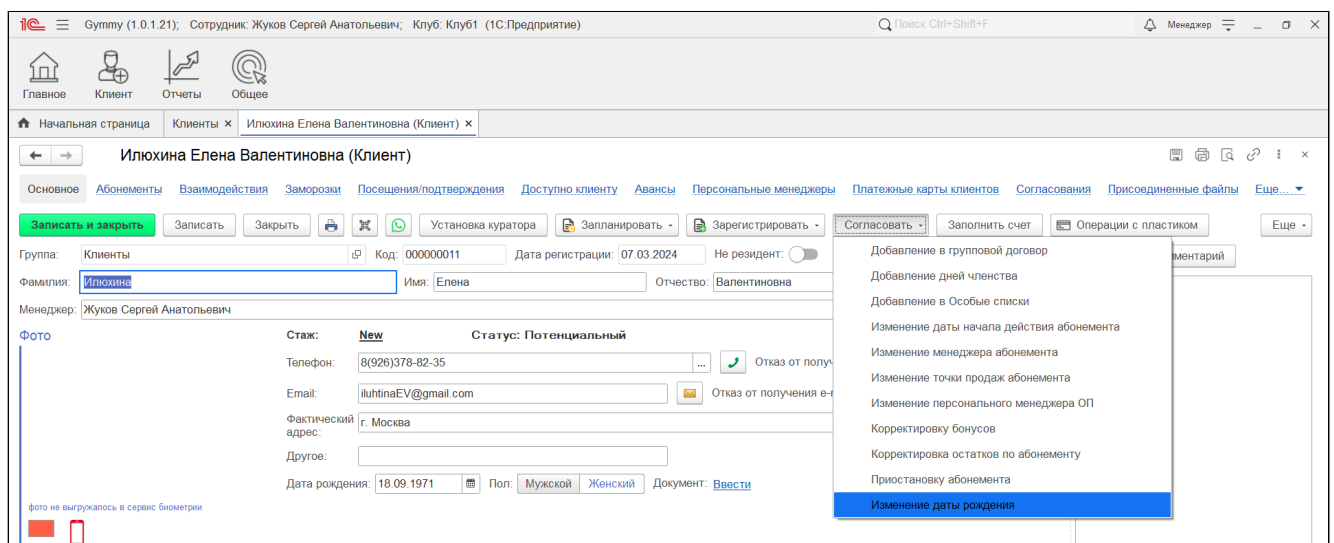 Gymmy (1.0.1.21); Сотрудник: Жуков Сергей Анатольевич; Клуб: Клуб1 (1С:Предприятие) Поиск Ctrl+Shift+F Менеджер
Главное Клиент Отчеты Общее
Начальная страница Клиенты × Илюхина Елена Валентиновна (Клиент) ×
Илюхина Елена Валентиновна (Клиент)
Основное Абонементы Взаимодействия Заморозки Посещения/подтверждения Доступно клиенту Авансы Персональные менеджеры Платежные карты клиентов Согласования Присоединенные файлы Еще...
Записать и закрыть Записать Закрыть Установка куратора Запланировать Зарегистрировать Согласовать Заполнить счет Операции с пластиком Еще
Группа: Клиенты Код: 000000011 Дата регистрации: 07.03.2024 Не резидент: ментарий
Фамилия: Илюхина Имя: Елена Отчество: Валентиновна
Менеджер: Жуков Сергей Анатольевич
Фото
Стаж: New Статус: Потенциальный
Телефон: 8(926)378-82-35 ... Отказ от получ
Email: iluhtinaEV@gmail.com Отказ от получения e-
Фактический адрес: г. Москва
Другое:
Дата рождения: 18.09.1971 Пол: Мужской Женский Документ: Ввести
фото не выгружалось в сервис биометрии
Добавление в групповой договор
Добавление дней членства
Добавление в Особые списки
Изменение даты начала действия абонемента
Изменение менеджера абонемента
Изменение точки продаж абонемента
Изменение персонального менеджера ОП
Корректировку бонусов
Корректировка остатков по абонементу
Приостановку абонемента
Изменение даты рождения